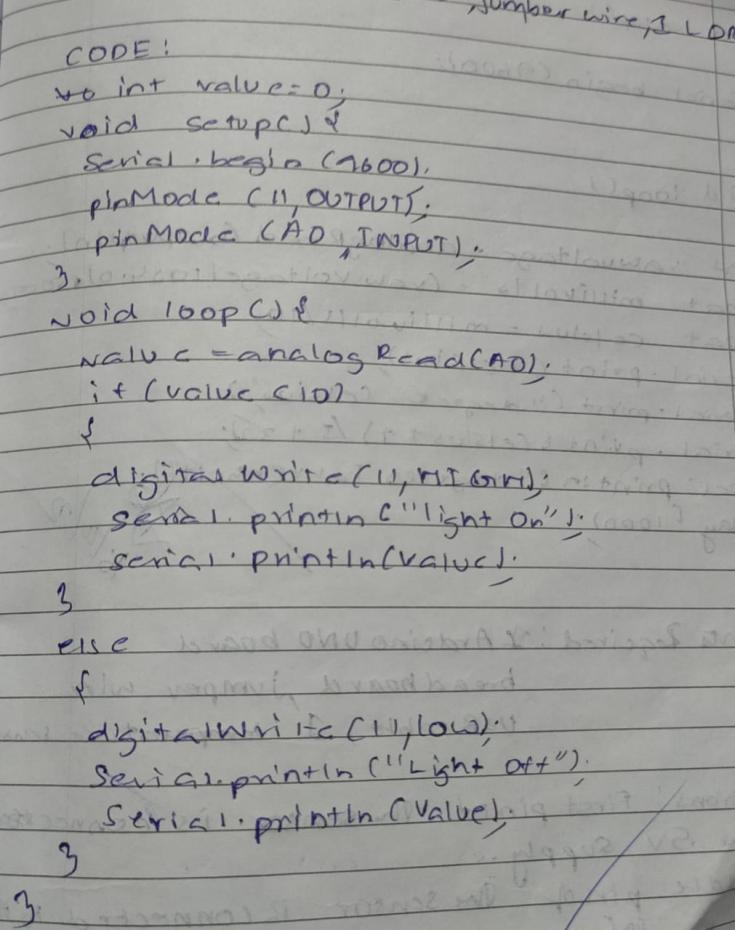 ,Jumber wire, 1 LDR
CODE:
int value=0;
void setup() {
Serial.begin (9600).
pinMode (11, OUTPUT);
pinMode (A0, INPUT);
}.
void loop() {
value =analogRead(A0);
if (value <10)
{
digitalWrite(11, HIGH);
serial.println ("light on");
serial.println(value);
}
else
{
digitalWrite (11, low);
Serial.println ("Light off");
Serial.println (Value);
}
}.